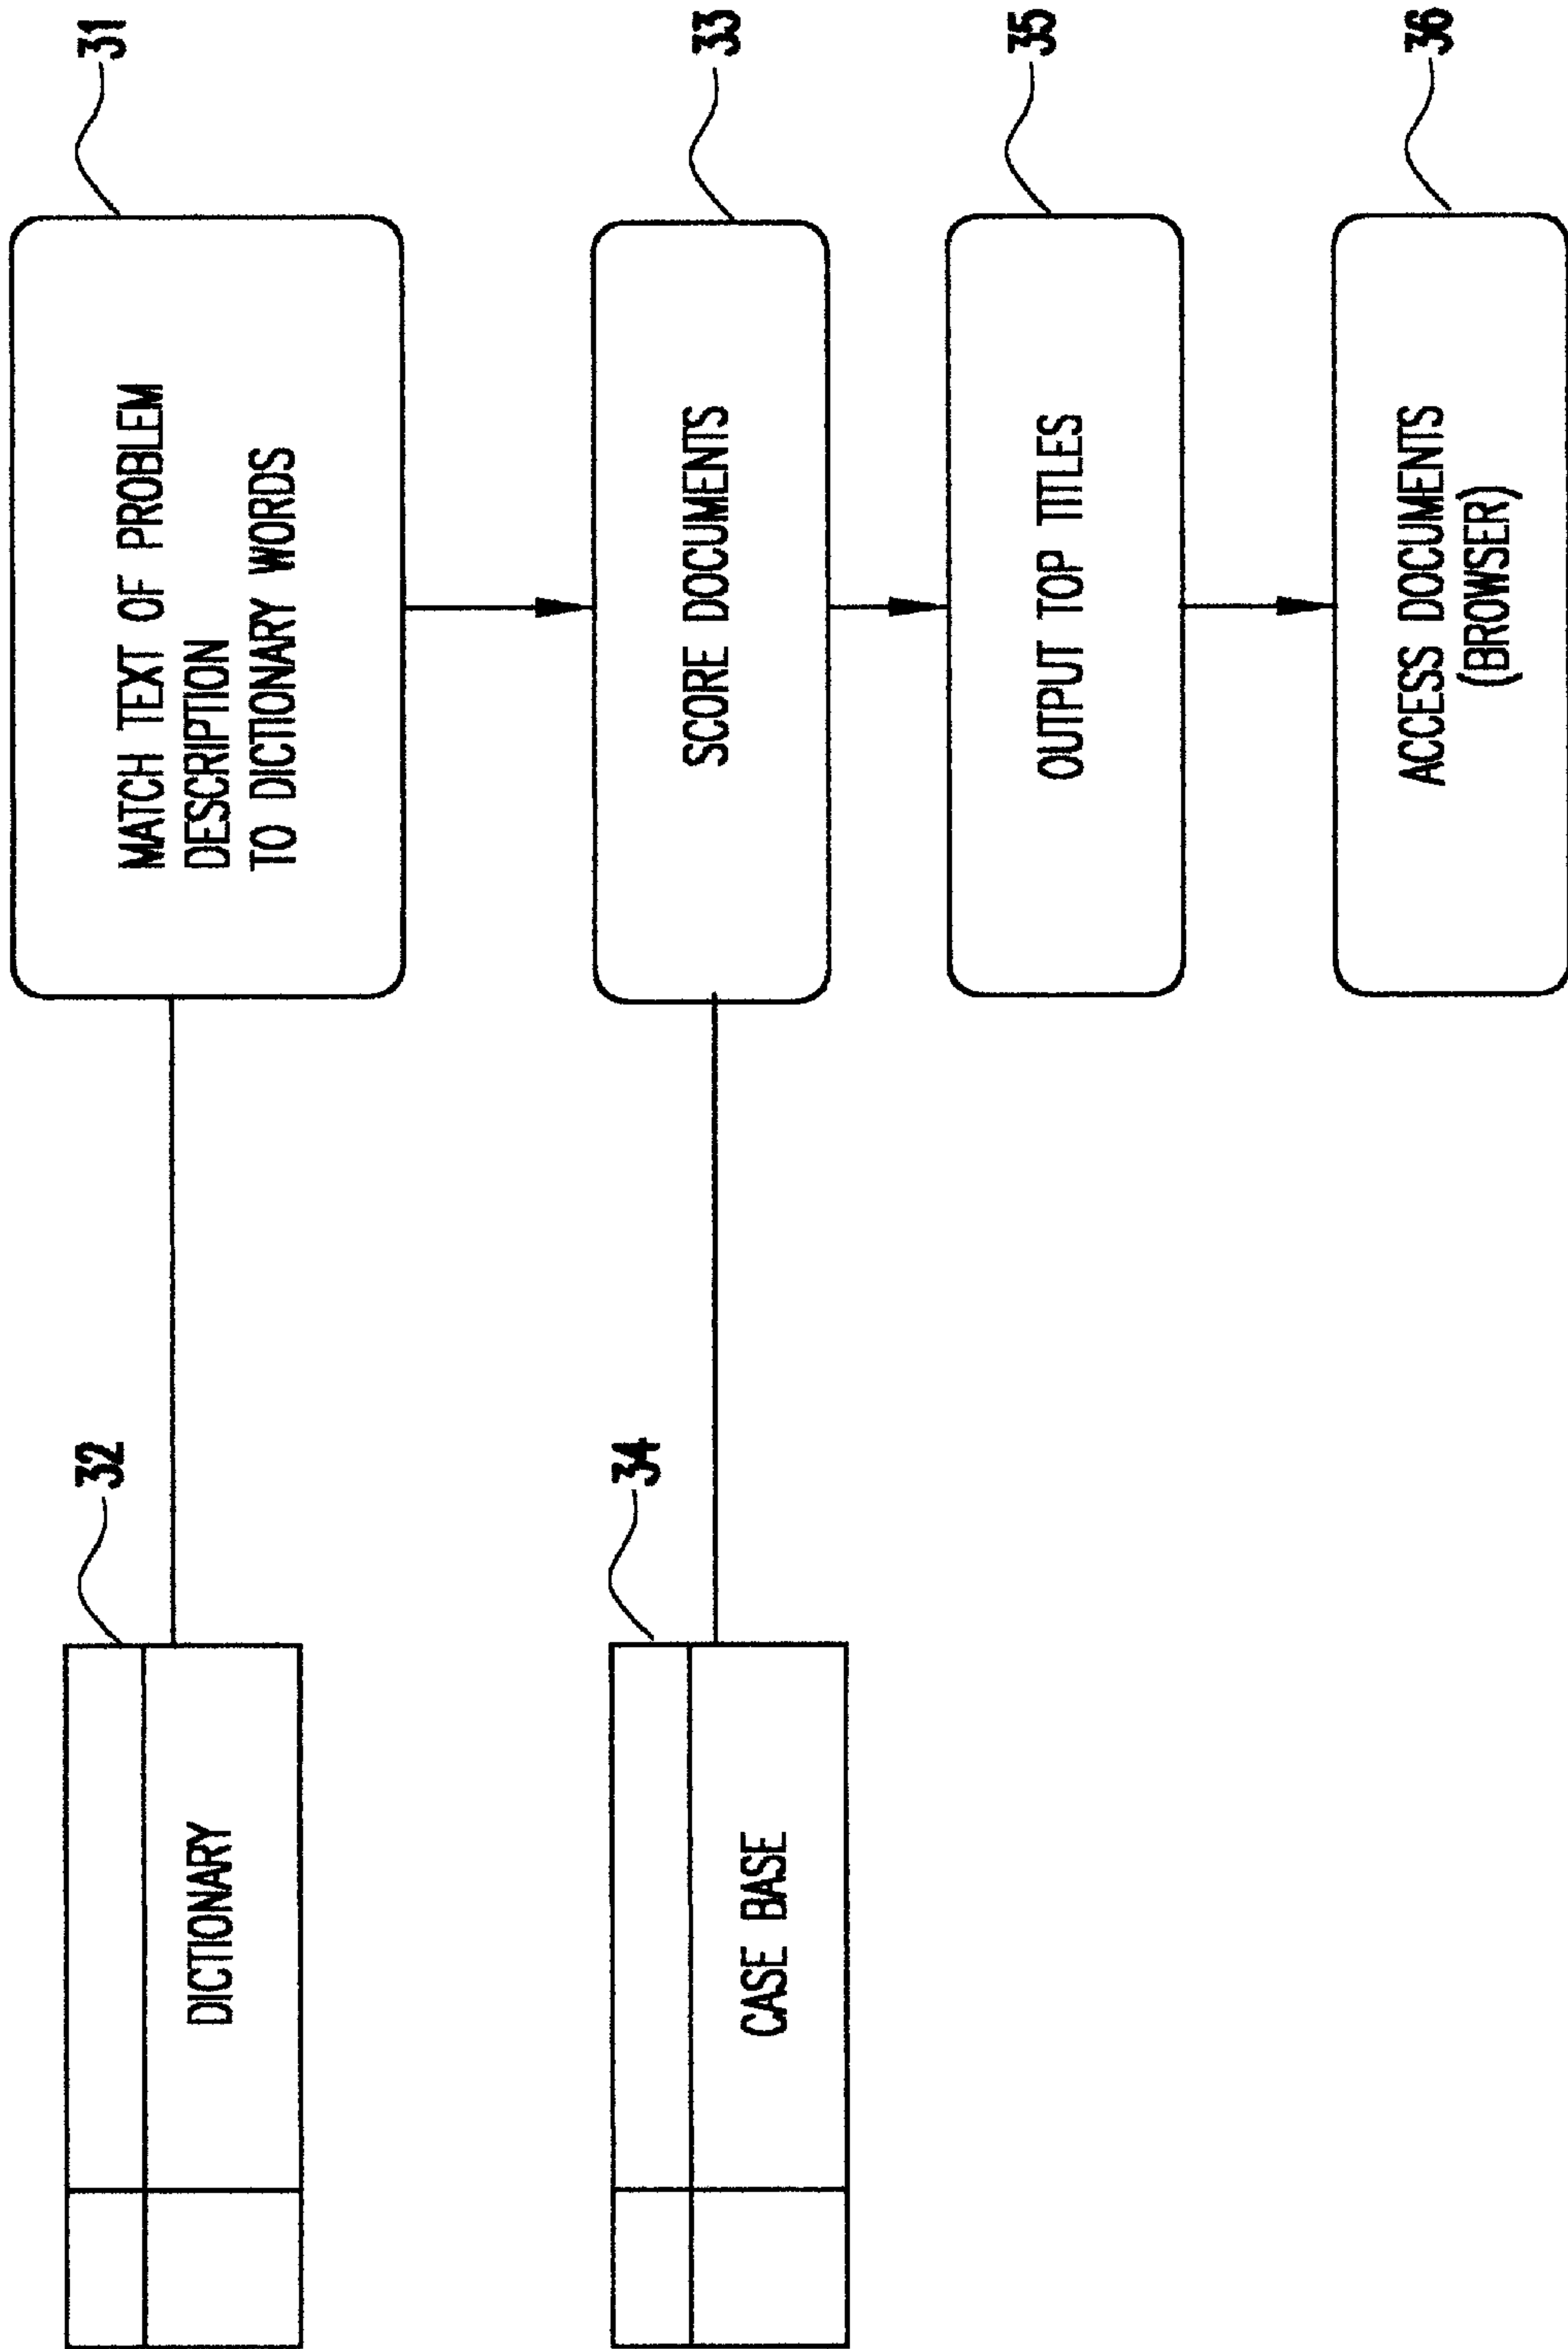 32
DICTIONARY
31
MATCH TEXT OF PROBLEM
DESCRIPTION
TO DICTIONARY WORDS
34
CASE BASE
33
SCORE DOCUMENTS
35
OUTPUT TOP TITLES
36
ACCESS DOCUMENTS
(BROWSER)